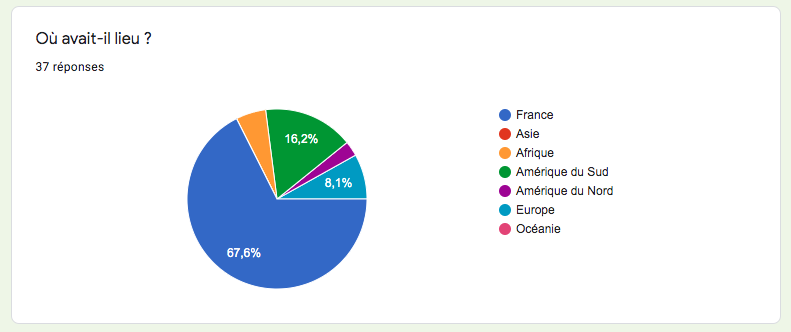 Où avait-il lieu ?
37 réponses
16,2%
8,1%
67,6%
France
Asie
Afrique
Amérique du Sud
Amérique du Nord
Europe
Océanie